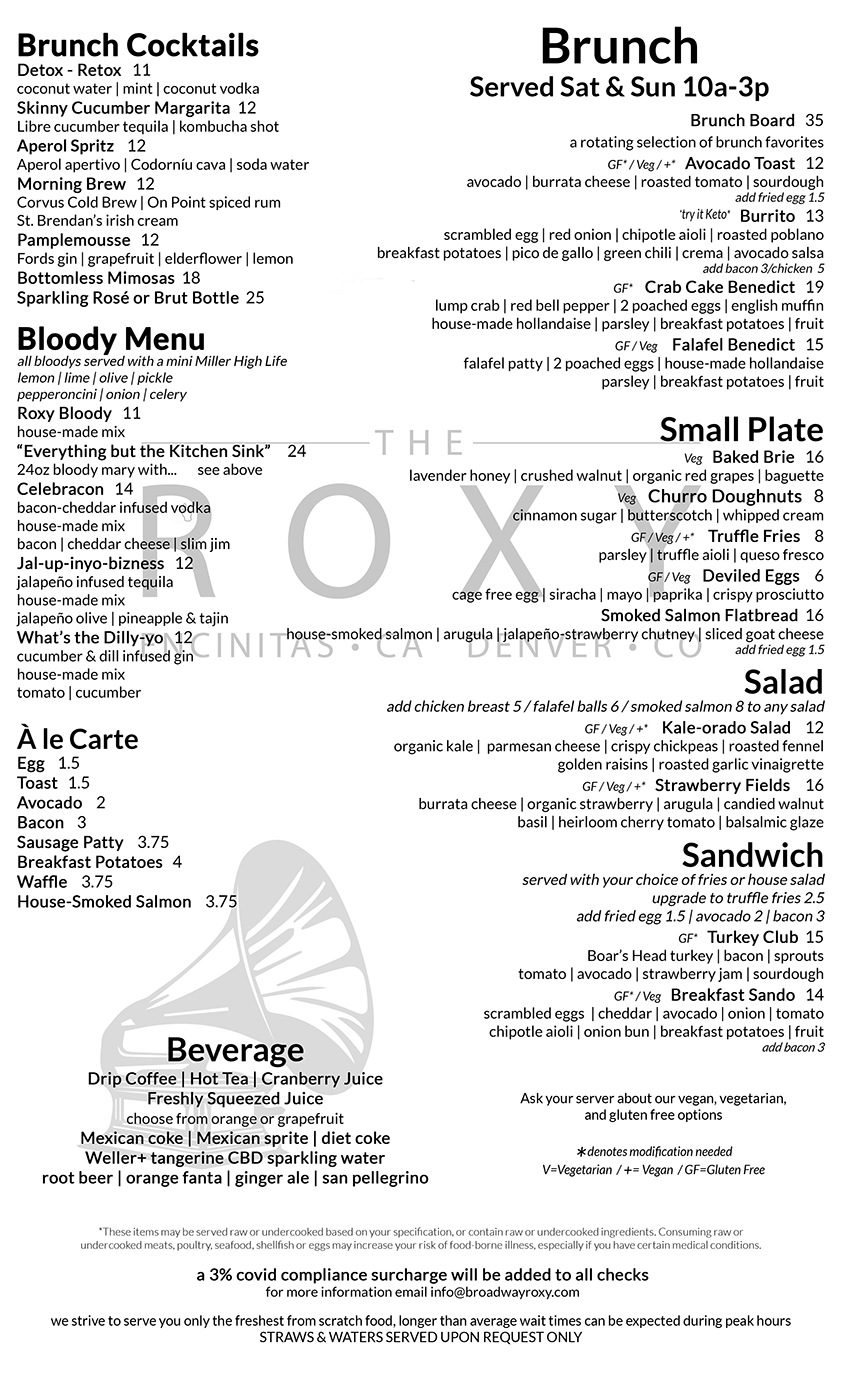 Brunch Cocktails
Detox - Retox 11
coconut water | mint | coconut vodka
Skinny Cucumber Margarita 12
Libre cucumber tequila | kombucha shot
Aperol Spritz 12
Aperol apertivo | Codorníu cava | soda water
Morning Brew 12
Corvus Cold Brew | On Point spiced rum
St. Brendan's irish cream
Pamplemousse 12
Fords gin | grapefruit | elderflower | lemon
Bottomless Mimosas 18
Sparkling Rosé or Brut Bottle 25
Bloody Menu
all bloodys served with a mini Miller High Life
lemon | lime | olive | pickle
pepperoncini | onion | celery
Roxy Bloody 11
house-made mix
“Everything but the Kitchen Sink” 24
24oz bloody mary with... see above
Celebracon 14
bacon-cheddar infused vodka
house-made mix
bacon | cheddar cheese | slim jim
Jal-up-inyo-bizness 12
jalapeño infused tequila
house-made mix
jalapeño olive | pineapple & tajin
What's the Dilly-yo 12
cucumber & dill infused gin
house-made mix
tomato | cucumber
À le Carte
Egg 1.5
Toast 1.5
Avocado 2
Bacon 3
Sausage Patty 3.75
Breakfast Potatoes 4
Waffle 3.75
House-Smoked Salmon 3.75
Beverage
Drip Coffee | Hot Tea | Cranberry Juice
Freshly Squeezed Juice
choose from orange or grapefruit
Mexican coke | Mexican sprite | diet coke
Weller+ tangerine CBD sparkling water
root beer | orange fanta | ginger ale | san pellegrino
Brunch
Served Sat & Sun 10a-3p
Brunch Board 35
a rotating selection of brunch favorites
GF* / Veg / +* Avocado Toast 12
avocado | burrata cheese | roasted tomato | sourdough
add fried egg 1.5
'try it Keto* Burrito 13
scrambled egg | red onion | chipotle aioli | roasted poblano
breakfast potatoes | pico de gallo | green chili | crema | avocado salsa
add bacon 3/chicken 5
GF* Crab Cake Benedict 19
lump crab | red bell pepper | 2 poached eggs | english muffin
house-made hollandaise | parsley | breakfast potatoes | fruit
GF / Veg Falafel Benedict 15
falafel patty | 2 poached eggs | house-made hollandaise
parsley | breakfast potatoes | fruit
Small Plate
Veg Baked Brie 16
lavender honey | crushed walnut | organic red grapes | baguette
Veg Churro Doughnuts 8
cinnamon sugar | butterscotch | whipped cream
GF / Veg / +* Truffle Fries 8
parsley | truffle aioli | queso fresco
GF / Veg Deviled Eggs 6
cage free egg | siracha | mayo | paprika | crispy prosciutto
Smoked Salmon Flatbread 16
house-smoked salmon | arugula | jalapeño-strawberry chutney | sliced goat cheese
add fried egg 1.5
Salad
add chicken breast 5 / falafel balls 6 / smoked salmon 8 to any salad
GF / Veg / +* Kale-orado Salad 12
organic kale | parmesan cheese | crispy chickpeas | roasted fennel
golden raisins | roasted garlic vinaigrette
GF / Veg / +* Strawberry Fields 16
burrata cheese | organic strawberry | arugula | candied walnut
basil | heirloom cherry tomato | balsalmic glaze
Sandwich
served with your choice of fries or house salad
upgrade to truffle fries 2.5
add fried egg 1.5 | avocado 2 | bacon 3
GF* Turkey Club 15
Boar's Head turkey | bacon | sprouts
tomato | avocado | strawberry jam | sourdough
GF* / Veg Breakfast Sando 14
scrambled eggs | cheddar | avocado | onion | tomato
chipotle aioli | onion bun | breakfast potatoes | fruit
add bacon 3
Ask your server about our vegan, vegetarian,
and gluten free options
*denotes modification needed
V=Vegetarian / += Vegan / GF=Gluten Free
THE
ROXY
ENCINITAS • CA DENVER • CO
*These items may be served raw or undercooked based on your specification, or contain raw or undercooked ingredients. Consuming raw or
undercooked meats, poultry, seafood, shellfish or eggs may increase your risk of food-borne illness, especially if you have certain medical conditions.
a 3% covid compliance surcharge will be added to all checks
for more information email info@broadwayroxy.com
we strive to serve you only the freshest from scratch food, longer than average wait times can be expected during peak hours
STRAWS & WATERS SERVED UPON REQUEST ONLY